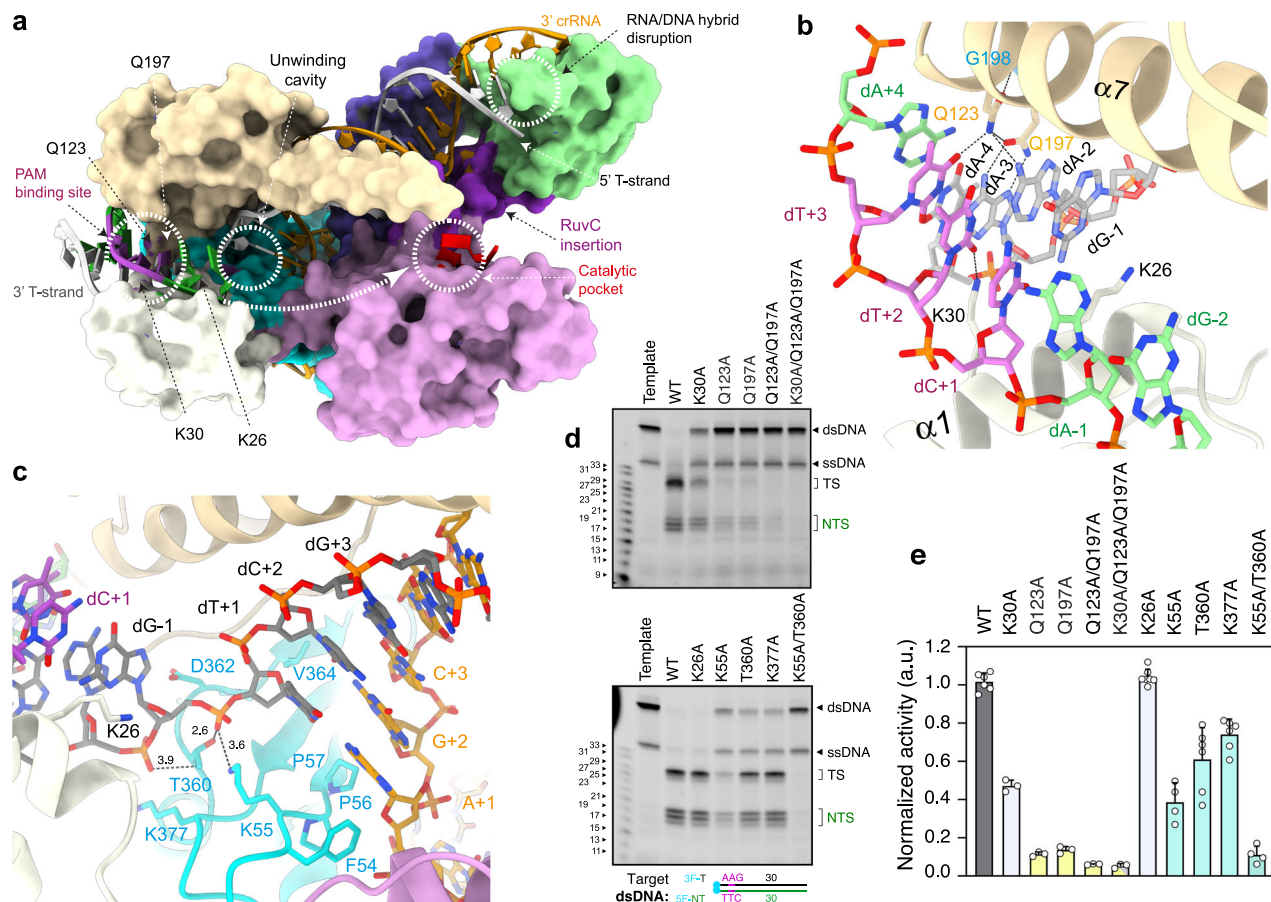 a
Q197
Unwinding
cavity
3' crRNA
RNA/DNA hybrid
disruption
Q123
PAM
binding site
5' T-strand
RuvC
insertion
Catalytic
pocket
3' T-strand
K30
K26
b
G198
α7
dA+4
Q123
Q197
dA-4
dA-3
dA-2
dT+3
dG-1
K26
K30
dT+2
dG-2
dC+1
α1
dA-1
c
dG+3
dC+2
dC+1
dT+1
dG-1
D362
V364
C+3
K26
2.6
3.6
G+2
3.9
P57
T360
P56
A+1
K377
K55
F54
d
Template
WT
K30A
Q123A
Q197A
Q123A/Q197A
K30A/Q123A/Q197A
dsDNA
ssDNA
TS
NTS
33
31
29
27
25
21
19
17
15
13
11
9
Template
WT
K26A
K55A
T360A
K377A
K55A/T360A
dsDNA
ssDNA
TS
NTS
33
31
29
27
25
21
19
17
15
13
11
Target 3F-T AAG 30
dsDNA: 5F-NT TTC 30
e
WT
K30A
Q123A
Q197A
Q123A/Q197A
K30A/Q123A/Q197A
K26A
K55A
T360A
K377A
K55A/T360A
Normalized activity (a.u.)
1.4
1.2
1.0
0.8
0.6
0.4
0.2
0.0